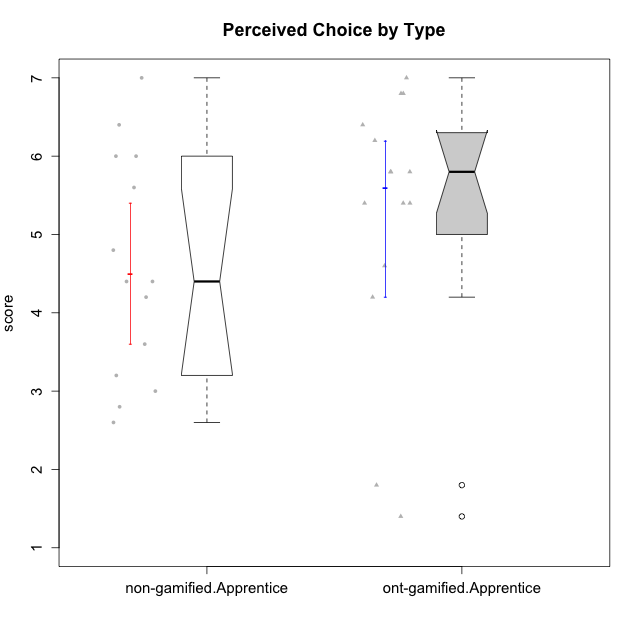 Perceived Choice by Type
score
7
6
5
4
3
2
1
non-gamified.Apprentice
ont-gamified.Apprentice